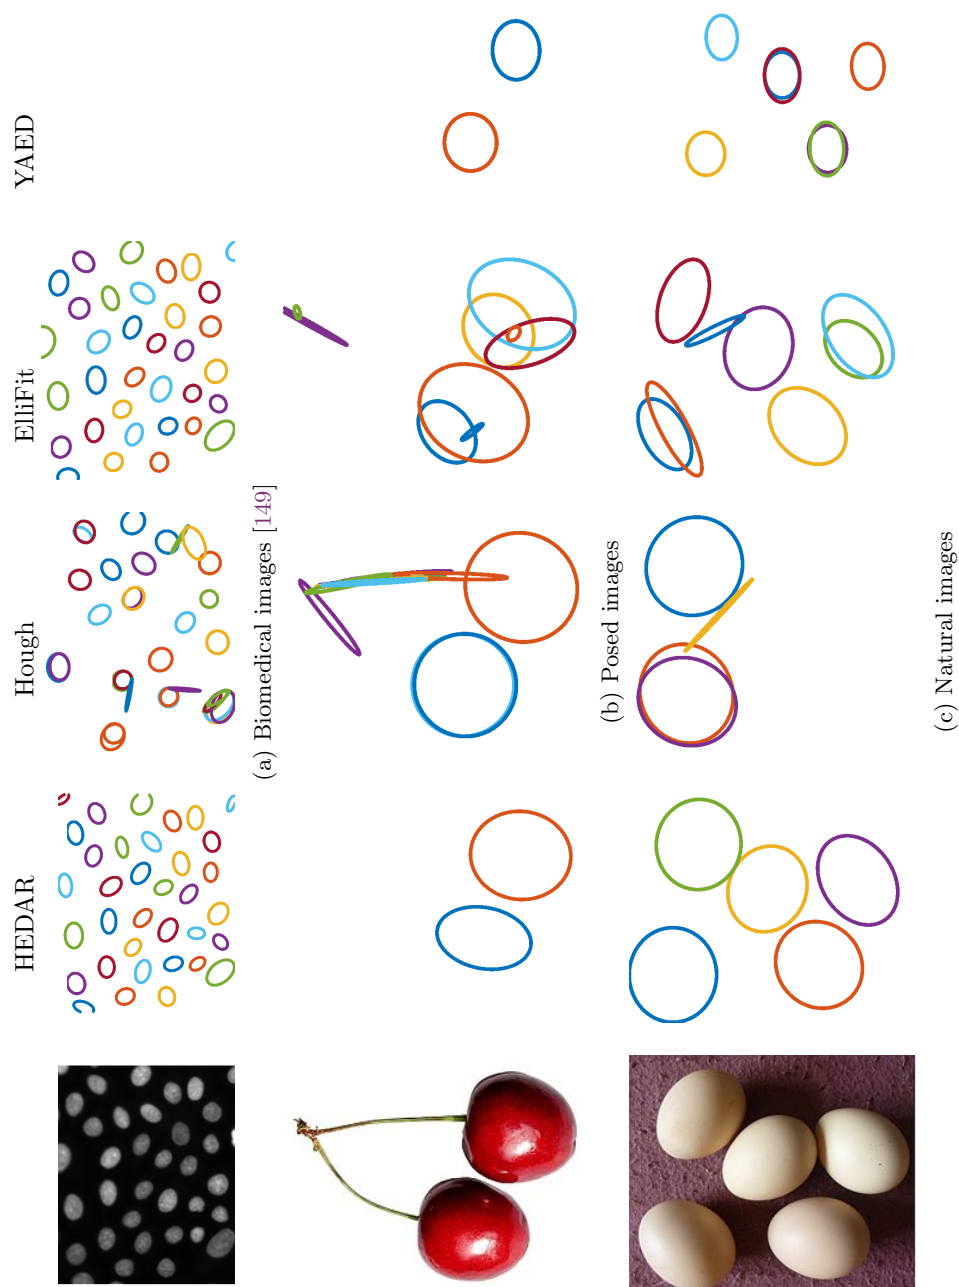 HEDAR
Hough
ElliFit
YAED
(a) Biomedical images [149]
(b) Posed images
(c) Natural images